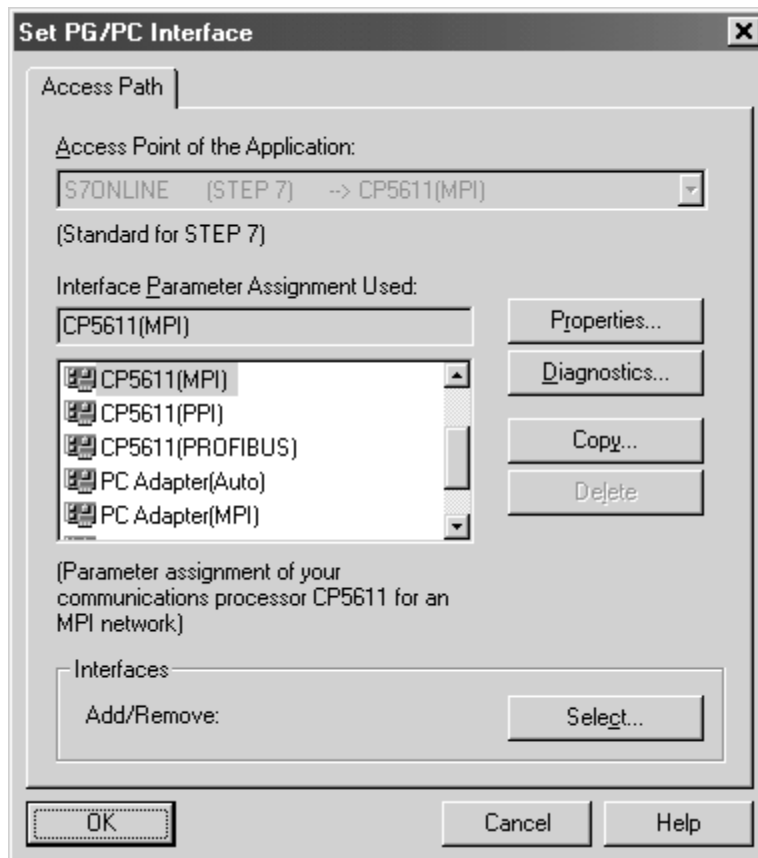 Set PG/PC Interface
Access Path
Access Point of the Application:
S7ONLINE (STEP 7) --> CP5611(MPI)
(Standard for STEP 7)
Interface Parameter Assignment Used:
CP5611(MPI)
Properties...
CP5611(MPI)
CP5611(PPI)
CP5611(PROFIBUS)
PC Adapter(Auto)
PC Adapter(MPI)
Diagnostics...
Copy...
Delete
(Parameter assignment of your
communications processor CP5611 for an
MPI network)
Interfaces
Add/Remove:
Select...
OK
Cancel
Help